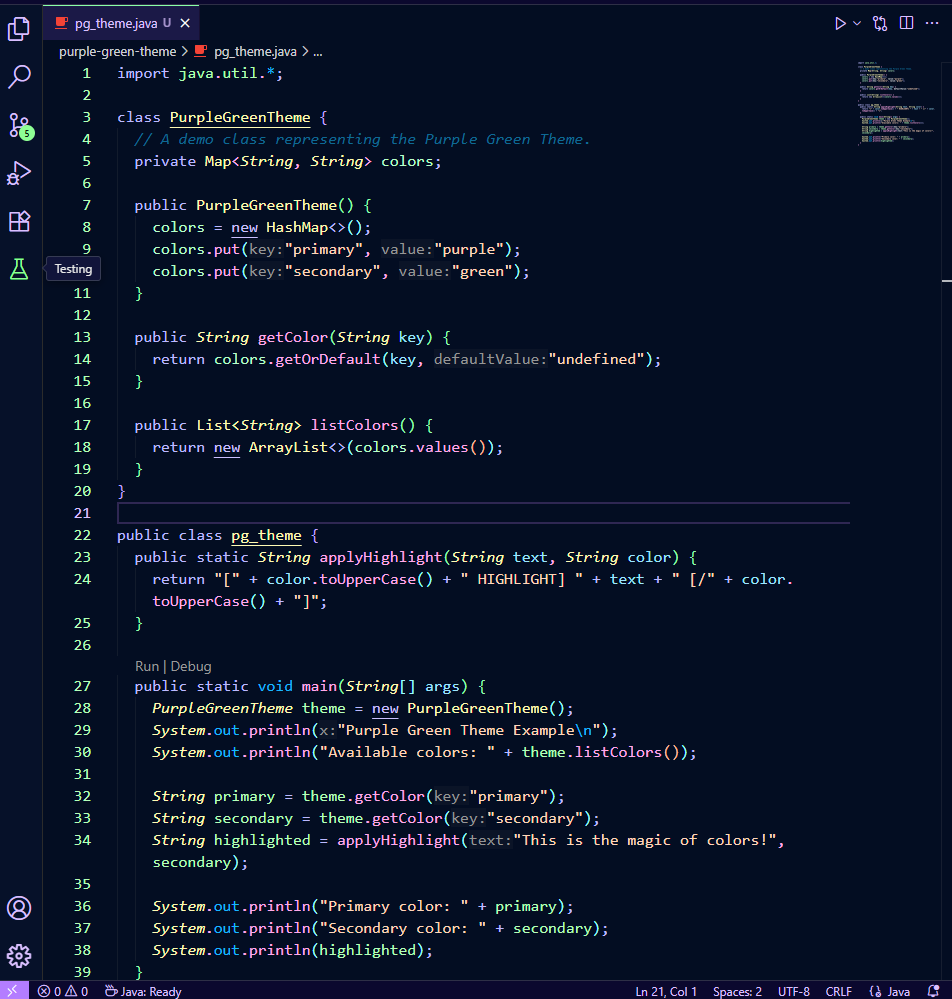 pg_theme.java U
purple-green-theme > pg_theme.java > ...
1 import java.util.*;
2
3 class PurpleGreenTheme {
4 // A demo class representing the Purple Green Theme.
5 private Map<String, String> colors;
6
7 public PurpleGreenTheme() {
8 colors = new HashMap<>();
9 colors.put(key:"primary", value:"purple");
colors.put(key:"secondary", value:"green");
5
Testing
11 }
12
13 public String getColor(String key) {
14 return colors.getOrDefault(key, defaultValue:"undefined");
15 }
16
17 public List<String> listColors() {
18 return new ArrayList<>(colors.values());
19 }
20 }
21
22 public class pg_theme {
23 public static String applyHighlight(String text, String color) {
24 return "[" + color.toUpperCase() + " HIGHLIGHT] " + text + " [/" + color.
toUpperCase() + "]";
25 }
26
Run | Debug
27 public static void main(String[] args) {
28 PurpleGreenTheme theme = new PurpleGreenTheme();
29 System.out.println(x:"Purple Green Theme Example\n");
30 System.out.println("Available colors: " + theme.listColors());
31
32 String primary = theme.getColor(key:"primary");
33 String secondary = theme.getColor(key:"secondary");
34 String highlighted = applyHighlight(text:"This is the magic of colors!",
secondary);
35
36 System.out.println("Primary color: " + primary);
37 System.out.println("Secondary color: " + secondary);
38 System.out.println(highlighted);
39 }
0 0 Java: Ready Ln 21, Col 1 Spaces: 2 UTF-8 CRLF {} Java